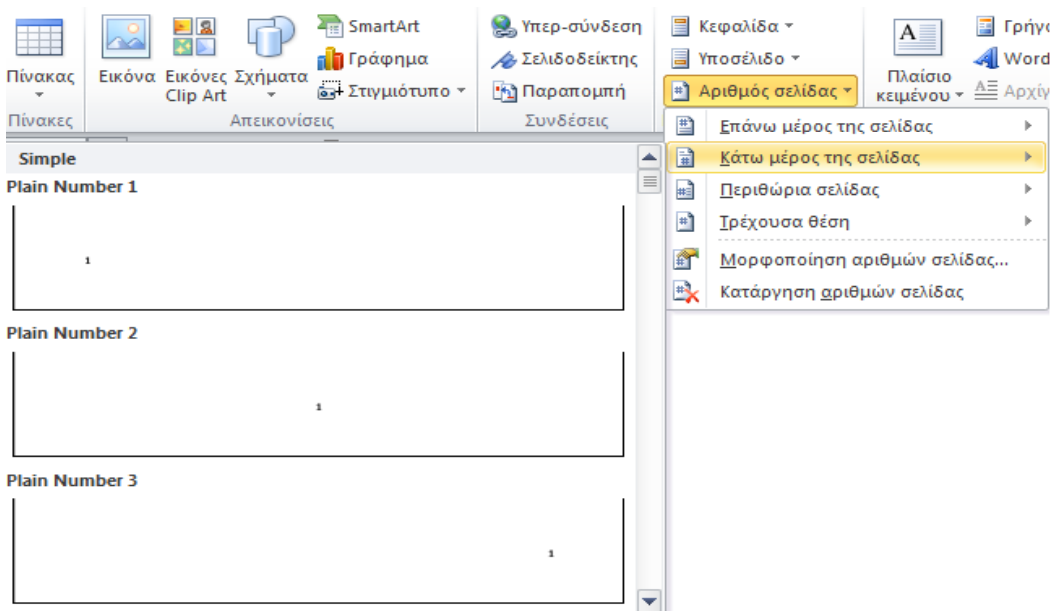 Πίνακας
Πίνακες
Εικόνα Εικόνες Clip Art Σχήματα
SmartArt
Γράφημα
Στιγμιότυπο
Απεικονίσεις
Υπερ-σύνδεση
Σελιδοδείκτης
Παραπομπή
Συνδέσεις
Κεφαλίδα
Υποσέλιδο
Αριθμός σελίδας
A
Πλαίσιο
κειμένου
Word
Simple
Plain Number 1
1
Plain Number 2
1
Plain Number 3
1
Επάνω μέρος της σελίδας
Κάτω μέρος της σελίδας
Περιθώρια σελίδας
Τρέχουσα θέση
Μορφοποίηση αριθμών σελίδας...
Κατάργηση αριθμών σελίδας